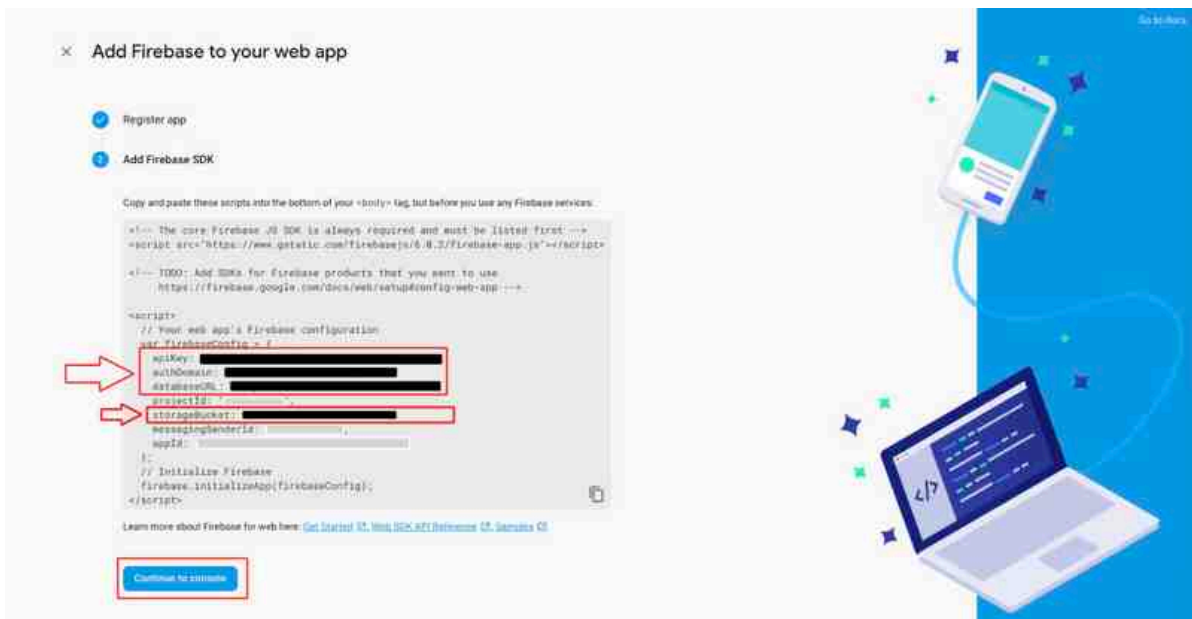 Go to docs
× Add Firebase to your web app
Register app
2 Add Firebase SDK
Copy and paste these scripts into the bottom of your <body> tag, but before you use any Firebase services:
<!-- The core Firebase JS SDK is always required and must be listed first -->
<script src="https://www.gstatic.com/firebasejs/6.0.2/firebase-app.js"></script>
<!-- TODO: Add SDKs for Firebase products that you want to use
https://firebase.google.com/docs/web/setup#config-web-app -->
<script>
// Your web app's Firebase configuration
var firebaseConfig = {
apiKey:
authDomain:
databaseURL:
projectId: " ",
storageBucket:
messagingSenderId: ,
appId:
};
// Initialize Firebase
firebase.initializeApp(firebaseConfig);
</script>
Learn more about Firebase for web here: Get Started, Web SDK API Reference, Samples
Continue to console
</>